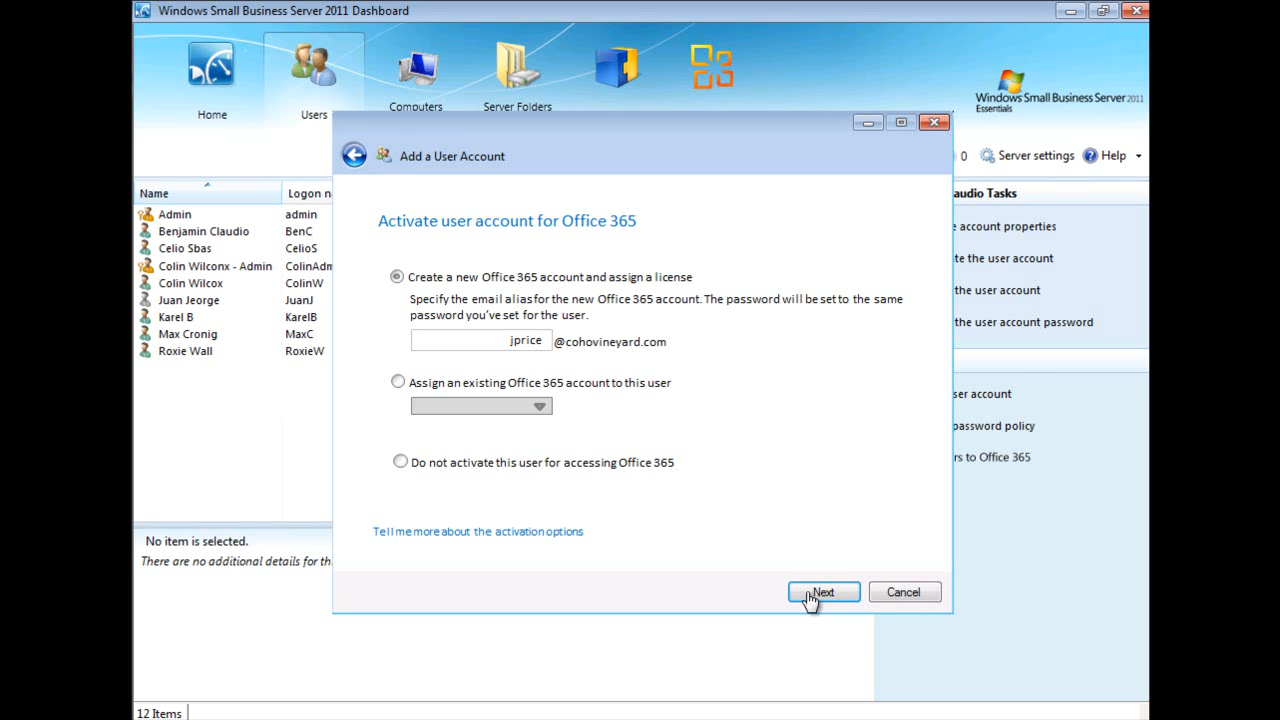 Windows Small Business Server 2011 Dashboard
Home
Users
Computers
Server Folders
Windows Small Business Server 2011
Essentials
0
Server settings
Help
Add a User Account
Name
Logon n
Admin
admin
Benjamin Claudio
BenC
Celio Sbas
CelioS
Colin Wilconx - Admin
ColinAdm
Colin Wilcox
ColinW
Juan Jeorge
JuanJ
Karel B
KarelB
Max Cronig
MaxC
Roxie Wall
RoxieW
Activate user account for Office 365
Create a new Office 365 account and assign a license
Specify the email alias for the new Office 365 account. The password will be set to the same
password you've set for the user.
jprice @cohovineyard.com
Assign an existing Office 365 account to this user
Do not activate this user for accessing Office 365
Tell me more about the activation options
Next
Cancel
audio Tasks
e account properties
te the user account
the user account
the user account password
ser account
password policy
rs to Office 365
No item is selected.
There are no additional details for th
12 Items